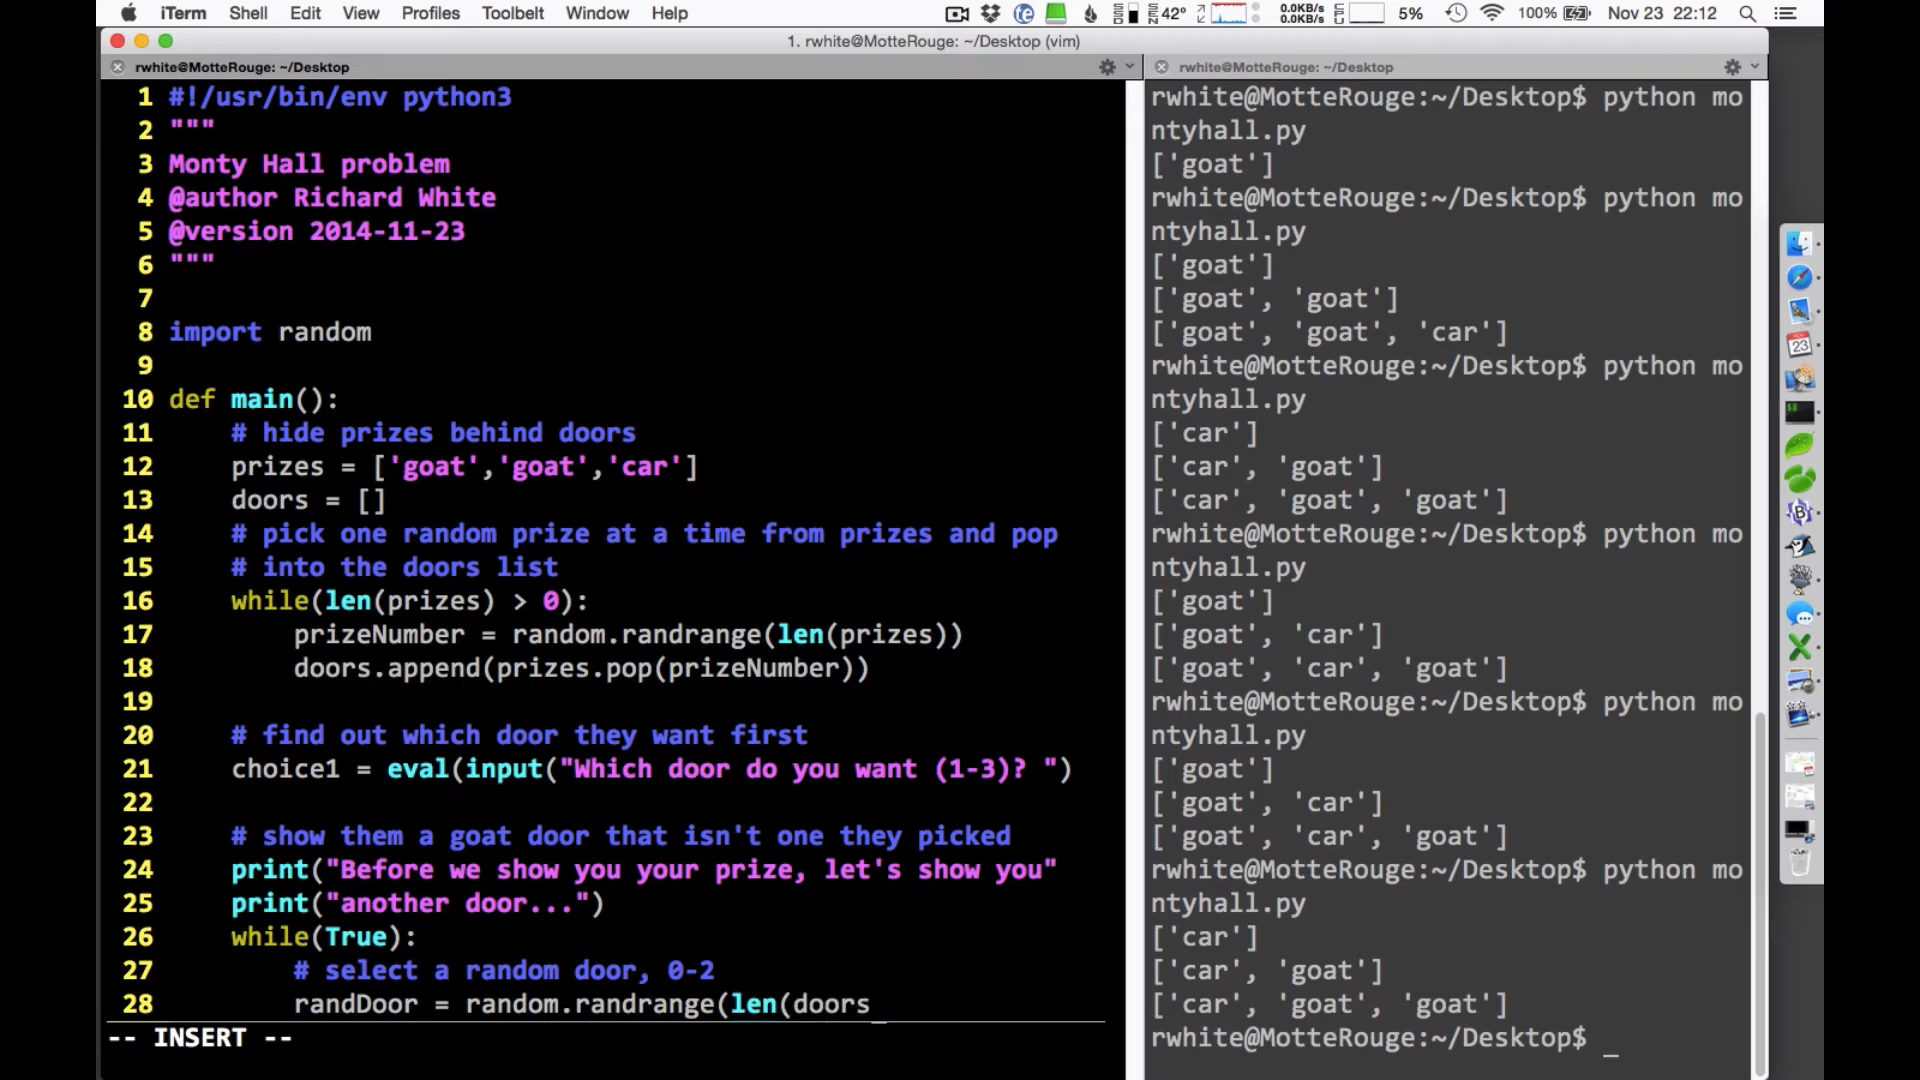 iTerm Shell Edit View Profiles Toolbelt Window Help 42° 0.0KB/s 0.0KB/s 5% 100% Nov 23 22:12
1. rwhite@MotteRouge: ~/Desktop (vim)
rwhite@MotteRouge: ~/Desktop
1 #!/usr/bin/env python3
2 """
3 Monty Hall problem
4 @author Richard White
5 @version 2014-11-23
6 """
7
8 import random
9
10 def main():
11     # hide prizes behind doors
12     prizes = ['goat','goat','car']
13     doors = []
14     # pick one random prize at a time from prizes and pop
15     # into the doors list
16     while(len(prizes) > 0):
17         prizeNumber = random.randrange(len(prizes))
18         doors.append(prizes.pop(prizeNumber))
19
20     # find out which door they want first
21     choice1 = eval(input("Which door do you want (1-3)? ")
22
23     # show them a goat door that isn't one they picked
24     print("Before we show you your prize, let's show you"
25     print("another door...")
26     while(True):
27         # select a random door, 0-2
28         randDoor = random.randrange(len(doors
-- INSERT --
rwhite@MotteRouge: ~/Desktop
rwhite@MotteRouge:~/Desktop$ python mo
ntyhall.py
['goat']
rwhite@MotteRouge:~/Desktop$ python mo
ntyhall.py
['goat']
['goat', 'goat']
['goat', 'goat', 'car']
rwhite@MotteRouge:~/Desktop$ python mo
ntyhall.py
['car']
['car', 'goat']
['car', 'goat', 'goat']
rwhite@MotteRouge:~/Desktop$ python mo
ntyhall.py
['goat']
['goat', 'car']
['goat', 'car', 'goat']
rwhite@MotteRouge:~/Desktop$ python mo
ntyhall.py
['goat']
['goat', 'car']
['goat', 'car', 'goat']
rwhite@MotteRouge:~/Desktop$ python mo
ntyhall.py
['car']
['car', 'goat']
['car', 'goat', 'goat']
rwhite@MotteRouge:~/Desktop$ _
23